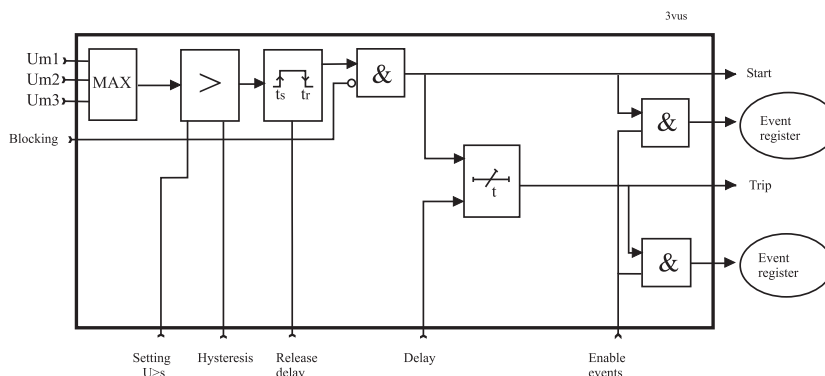 3vus
Um1
Um2
Um3
MAX
>
ts tr
&
Start
Event
register
&
Blocking
t
Trip
&
Event
register
Setting
U>s
Hysteresis
Release
delay
Delay
Enable
events